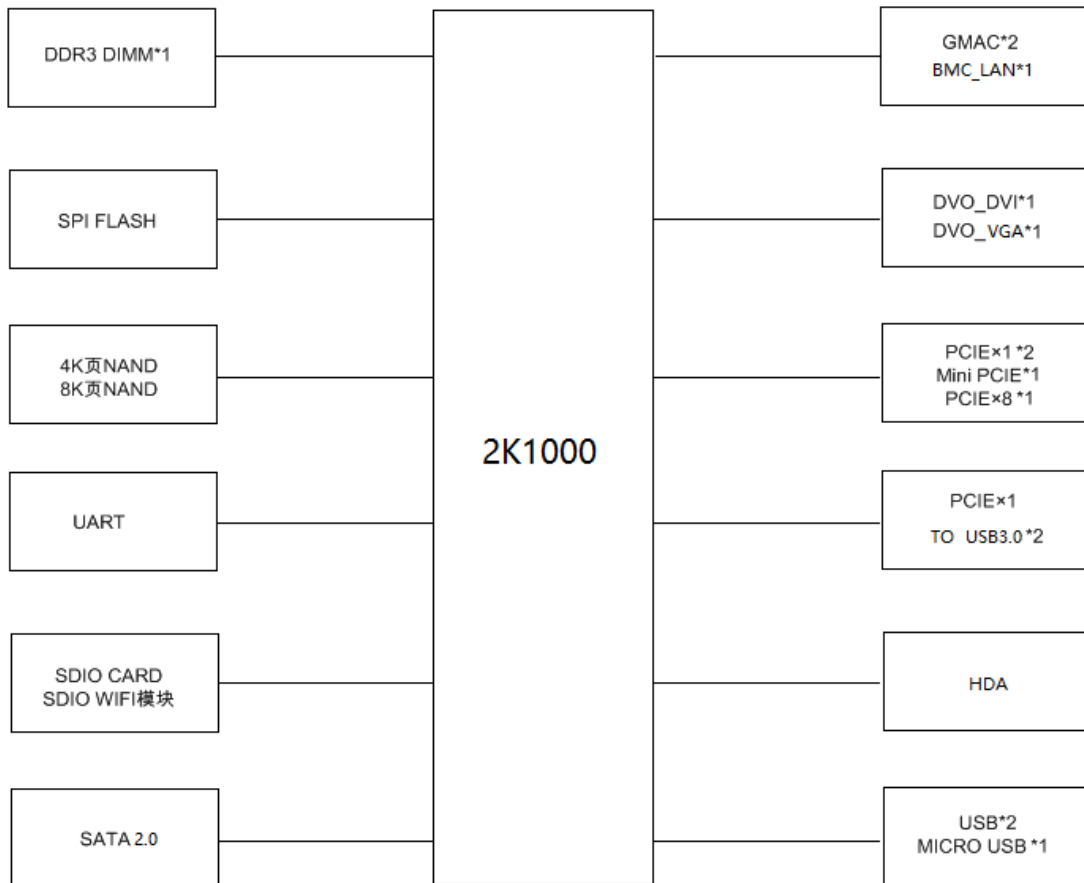 DDR3 DIMM*1
SPI FLASH
4K页NAND
8K页NAND
UART
SDIO CARD
SDIO WIFI模块
SATA 2.0
2K1000
GMAC*2
BMC_LAN*1
DVO_DVI*1
DVO_VGA*1
PCIE×1 *2
Mini PCIE*1
PCIE×8 *1
PCIE×1
TO USB3.0 *2
HDA
USB*2
MICRO USB *1